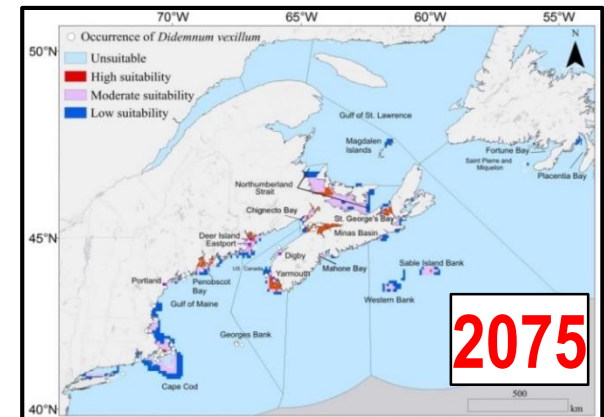 70°W 65°W 60°W 54°W
50°N
Occurrence of Didemnum vexillum
Unsuitable
High suitability
Moderate suitability
Low suitability
N
Gulf of St. Lawrence
Magdalen
Islands
Fortune Bay
Saint Pierre and
Miquelon
Placentia Bay
Northumberland
Strait
Chignecto Bay
St. George's Bay
45°N
Deer Island
Eastport
Minas Basin
Digby
Sable Island Bank
US Canada
Yarmouth
Mahone Bay
Portland
Penobscot
Bay
Western Bank
Gulf of Maine
Georges Bank
2075
Cape Cod
500
km
40°N